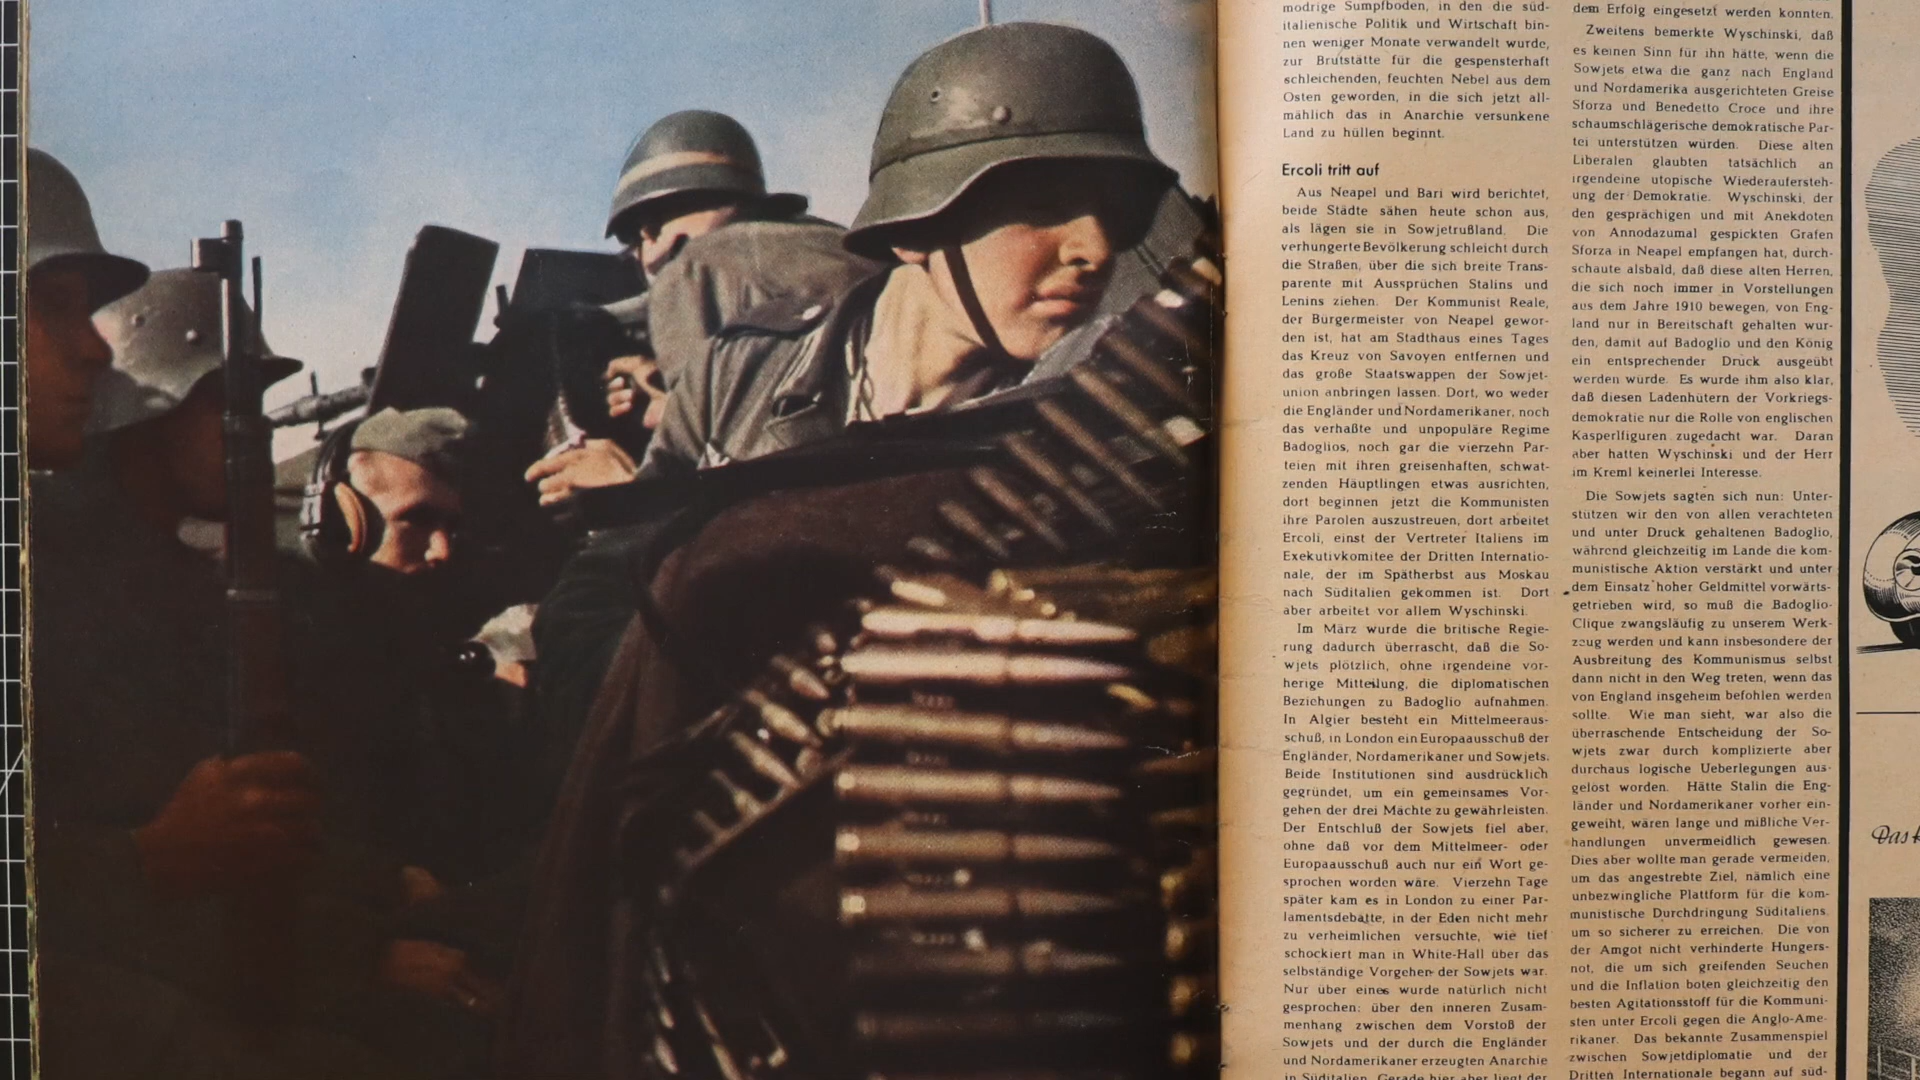 modrige Sumpfboden, in den die süd-
italienische Politik und Wirtschaft bin-
nen weniger Monate verwandelt wurde,
zur Brutstätte für die gespensterhaft
schleichenden, feuchten Nebel aus dem
Osten geworden, in die sich jetzt all-
mählich das in Anarchie versunkene
Land zu hüllen beginnt.
Ercoli tritt auf
Aus Neapel und Bari wird berichtet,
beide Städte sähen heute schon aus,
als lägen sie in Sowjetrußland. Die
verhungerte Bevölkerung schleicht durch
die Straßen, über die sich breite Trans-
parente mit Aussprüchen Stalins und
Lenins ziehen. Der Kommunist Reale,
der Bürgermeister von Neapel gewor-
den ist, hat am Stadthaus eines Tages
das Kreuz von Savoyen entfernen und
das große Staatswappen der Sowjet-
union anbringen lassen. Dort, wo weder
die Engländer und Nordamerikaner, noch
das verhaßte und unpopuläre Regime
Badoglios, noch gar die vierzehn Par-
teien mit ihren greisenhaften, schwat-
zenden Häuptlingen etwas ausrichten,
dort beginnen jetzt die Kommunisten
ihre Parolen auszustreuen, dort arbeitet
Ercoli, einst der Vertreter Italiens im
Exekutivkomitee der Dritten Internatio-
nale, der im Spätherbst aus Moskau
nach Süditalien gekommen ist. Dort
aber arbeitet vor allem Wyschinski.
Im März wurde die britische Regie-
rung dadurch überrascht, daß die So-
wjets plötzlich, ohne irgendeine vor-
herige Mitteilung, die diplomatischen
Beziehungen zu Badoglio aufnahmen.
In Algier besteht ein Mittelmeeraus-
schuß, in London ein Europaausschuß der
Engländer, Nordamerikaner und Sowjets.
Beide Institutionen sind ausdrücklich
gegründet, um ein gemeinsames Vor-
gehen der drei Mächte zu gewährleisten.
Der Entschluß der Sowjets fiel aber,
ohne daß vor dem Mittelmeer- oder
Europaausschuß auch nur ein Wort ge-
sprochen worden wäre. Vierzehn Tage
später kam es in London zu einer Par-
lamentsdebatte, in der Eden nicht mehr
zu verheimlichen versuchte, wie tief
schockiert man in White-Hall über das
selbständige Vorgehen der Sowjets war.
Nur über eines wurde natürlich nicht
gesprochen: über den inneren Zusam-
menhang zwischen dem Vorstoß der
Sowjets und der durch die Engländer
und Nordamerikaner erzeugten Anarchie
in Süditalien. Gerade hier aber liegt der
dem Erfolg eingesetzt werden konnten.
Zweitens bemerkte Wyschinski, daß
es keinen Sinn für ihn hätte, wenn die
Sowjets etwa die ganz nach England
und Nordamerika ausgerichteten Greise
Sforza und Benedetto Croce und ihre
schaumschlägerische demokratische Par-
tei unterstützen würden. Diese alten
Liberalen glaubten tatsächlich an
irgendeine utopische Wiederaufersteh-
ung der Demokratie. Wyschinski, der
den gesprächigen und mit Anekdoten
von Annodazumal gespickten Grafen
Sforza in Neapel empfangen hat, durch-
schaute alsbald, daß diese alten Herren,
die sich noch immer in Vorstellungen
aus dem Jahre 1910 bewegen, von Eng-
land nur in Bereitschaft gehalten wur-
den, damit auf Badoglio und den König
ein entsprechender Druck ausgeübt
werden würde. Es wurde ihm also klar,
daß diesen Ladenhütern der Vorkriegs-
demokratie nur die Rolle von englischen
Kasperlfiguren zugedacht war. Daran
aber hatten Wyschinski und der Herr
im Kreml keinerlei Interesse.
Die Sowjets sagten sich nun: Unter-
stützen wir den von allen verachteten
und unter Druck gehaltenen Badoglio,
während gleichzeitig im Lande die kom-
munistische Aktion verstärkt und unter
dem Einsatz hoher Geldmittel vorwärts-
getrieben wird, so muß die Badoglio-
Clique zwangsläufig zu unserem Werk-
zeug werden und kann insbesondere der
Ausbreitung des Kommunismus selbst
dann nicht in den Weg treten, wenn das
von England insgeheim befohlen werden
sollte. Wie man sieht, war also die
überraschende Entscheidung der So-
wjets zwar durch komplizierte aber
durchaus logische Ueberlegungen aus-
gelöst worden. Hätte Stalin die Eng-
länder und Nordamerikaner vorher ein-
geweiht, wären lange und mißliche Ver-
handlungen unvermeidlich gewesen.
Dies aber wollte man gerade vermeiden,
um das angestrebte Ziel, nämlich eine
unbezwingliche Plattform für die kom-
munistische Durchdringung Süditaliens
um so sicherer zu erreichen. Die von
der Amgot nicht verhinderte Hungers-
not, die um sich greifenden Seuchen
und die Inflation boten gleichzeitig den
besten Agitationsstoff für die Kommuni-
sten unter Ercoli gegen die Anglo-Ame-
rikaner. Das bekannte Zusammenspiel
zwischen Sowjetdiplomatie und der
Dritten Internationale begann auf süd-
Das